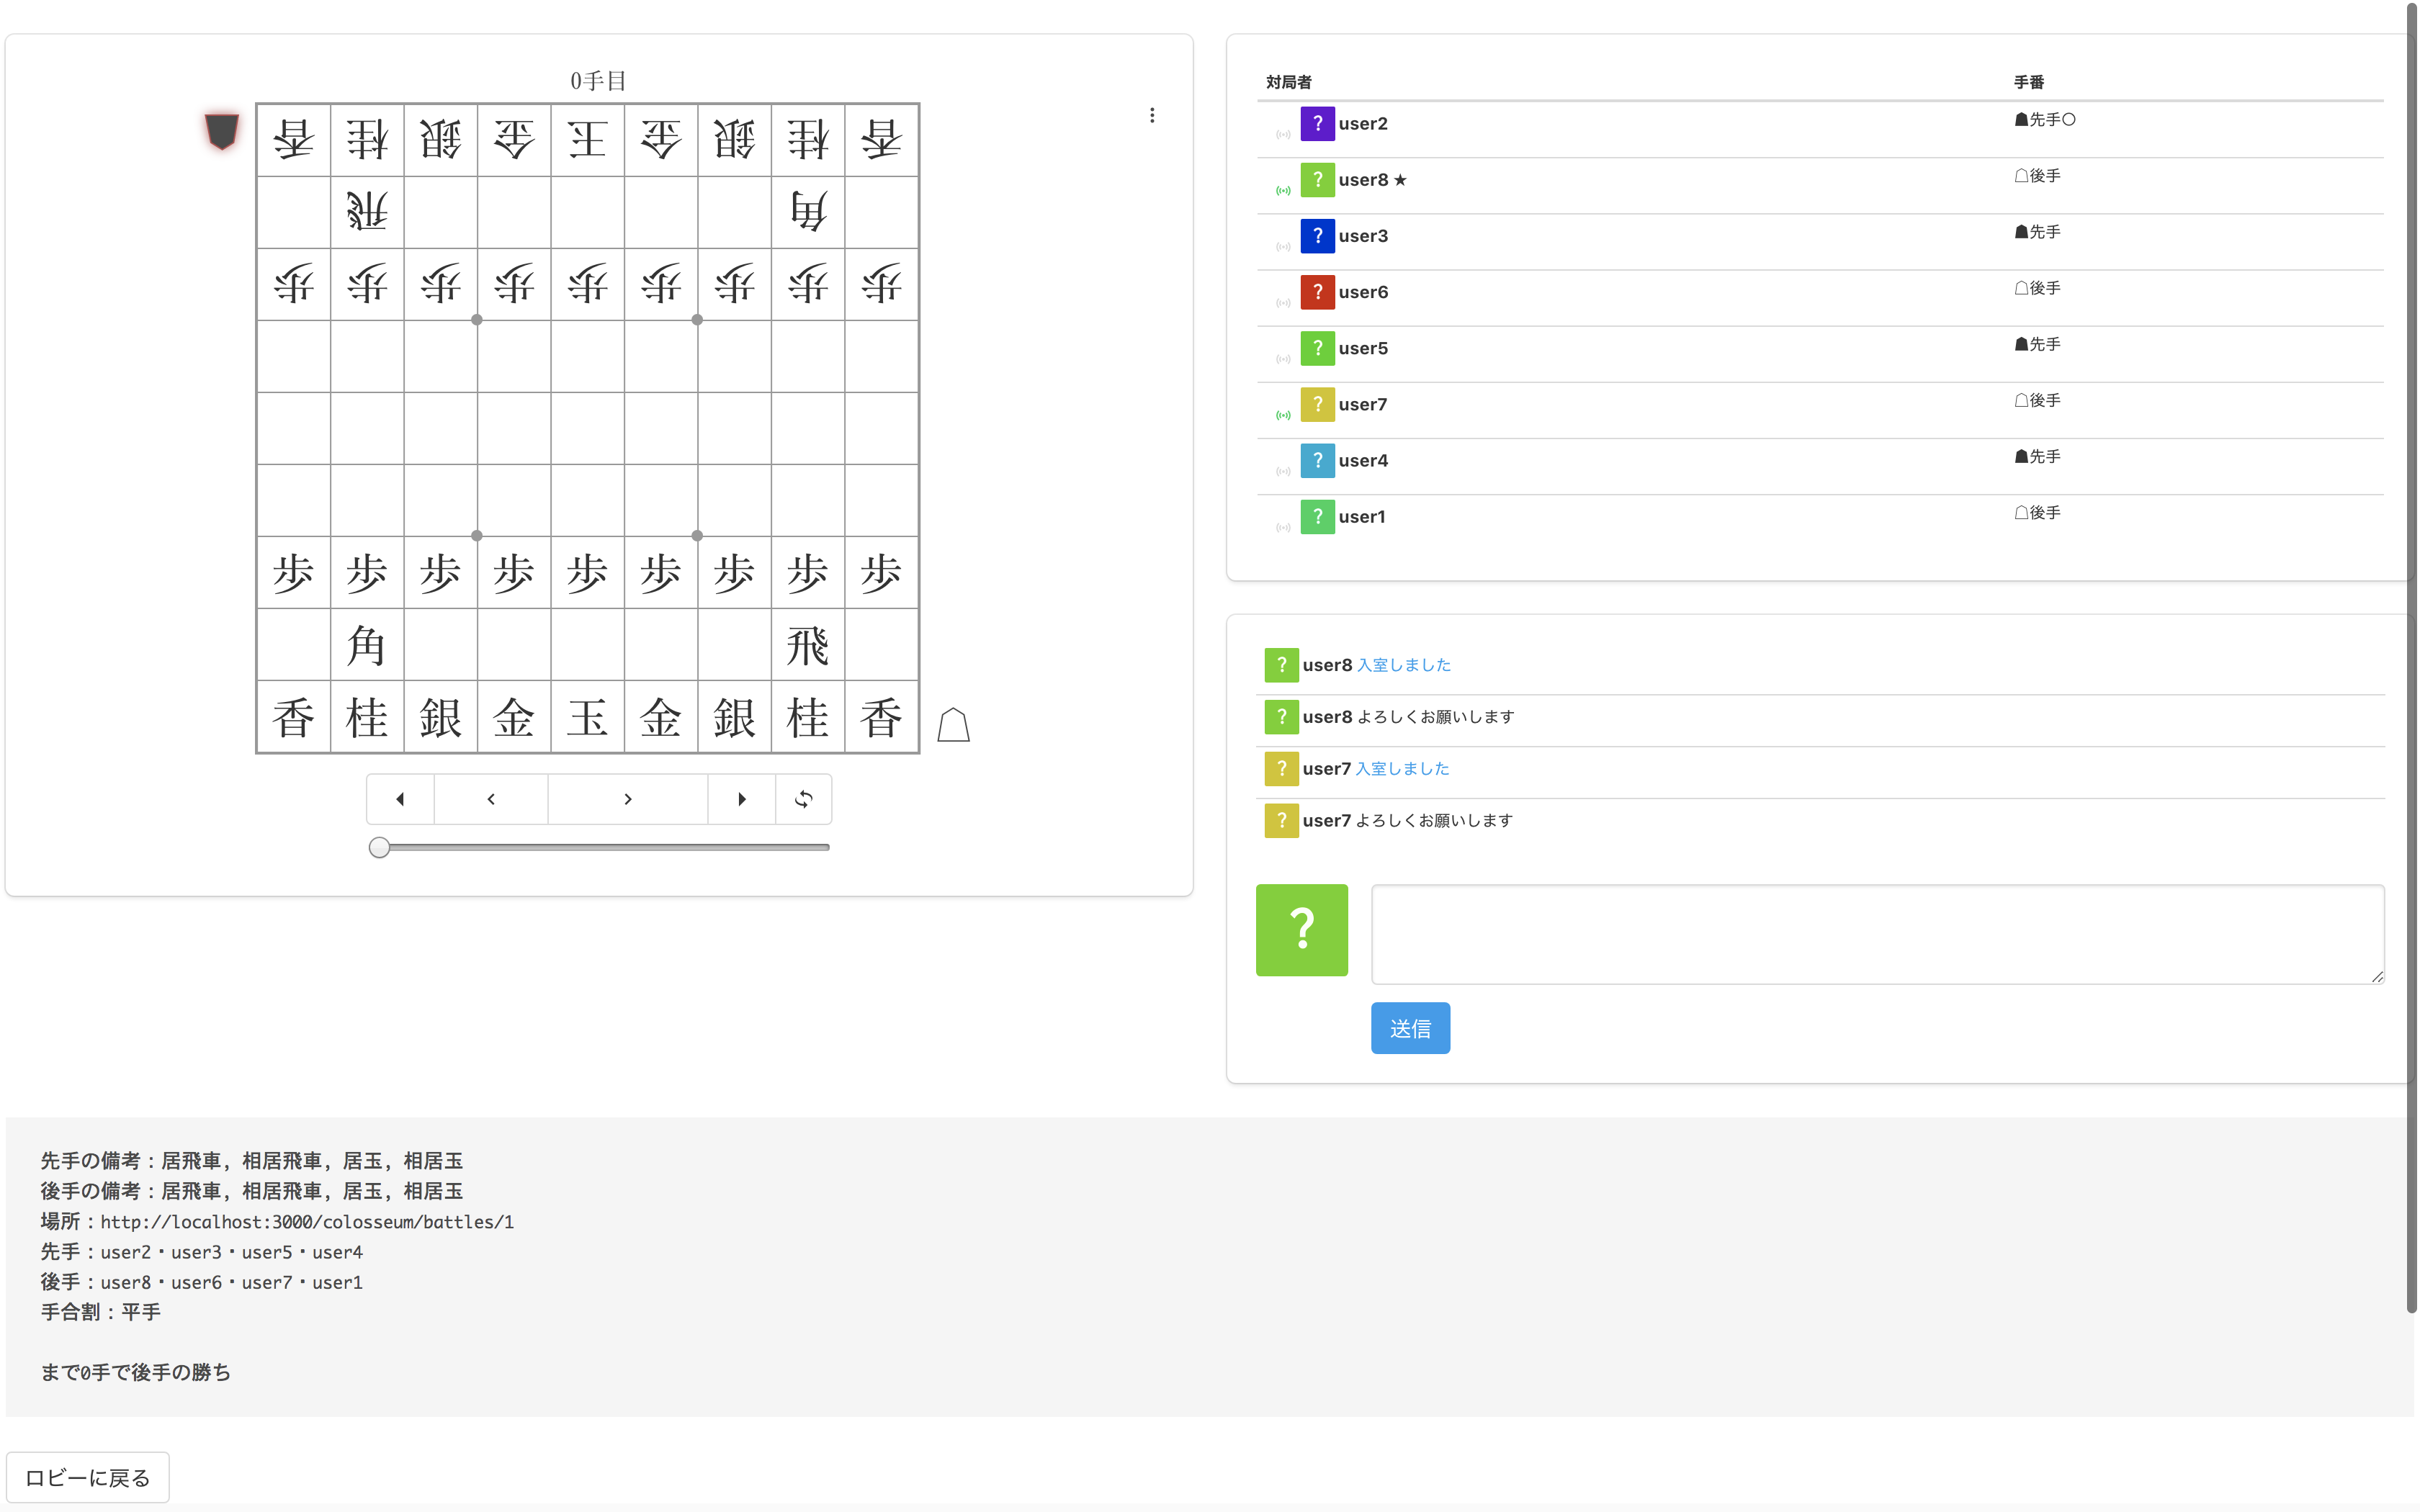 0手目
香桂銀金王金銀桂香
飛角
歩歩歩歩歩歩歩歩歩
歩歩歩歩歩歩歩歩歩
角飛
香桂銀金玉金銀桂香
対局者 手番
? user2 ☗先手○
? user8 ★ ☖後手
? user3 ☗先手
? user6 ☖後手
? user5 ☗先手
? user7 ☖後手
? user4 ☗先手
? user1 ☖後手
? user8 入室しました
? user8 よろしくお願いします
? user7 入室しました
? user7 よろしくお願いします
?
送信
先手の備考：居飛車, 相居飛車, 居玉, 相居玉
後手の備考：居飛車, 相居飛車, 居玉, 相居玉
場所：http://localhost:3000/colosseum/battles/1
先手：user2・user3・user5・user4
後手：user8・user6・user7・user1
手合割：平手
まで0手で後手の勝ち
ロビーに戻る